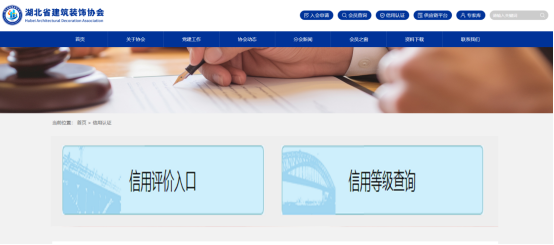 湖北省建筑装饰协会
Hubei Architectural Decoration Association
入会申请 会员查询 信用认证 供应链平台 专家库
首页 关于协会 党建工作 协会动态 分会新闻 会员之窗 资料下载 联系我们
当前位置： 首页 » 信用认证
信用评价入口 信用等级查询